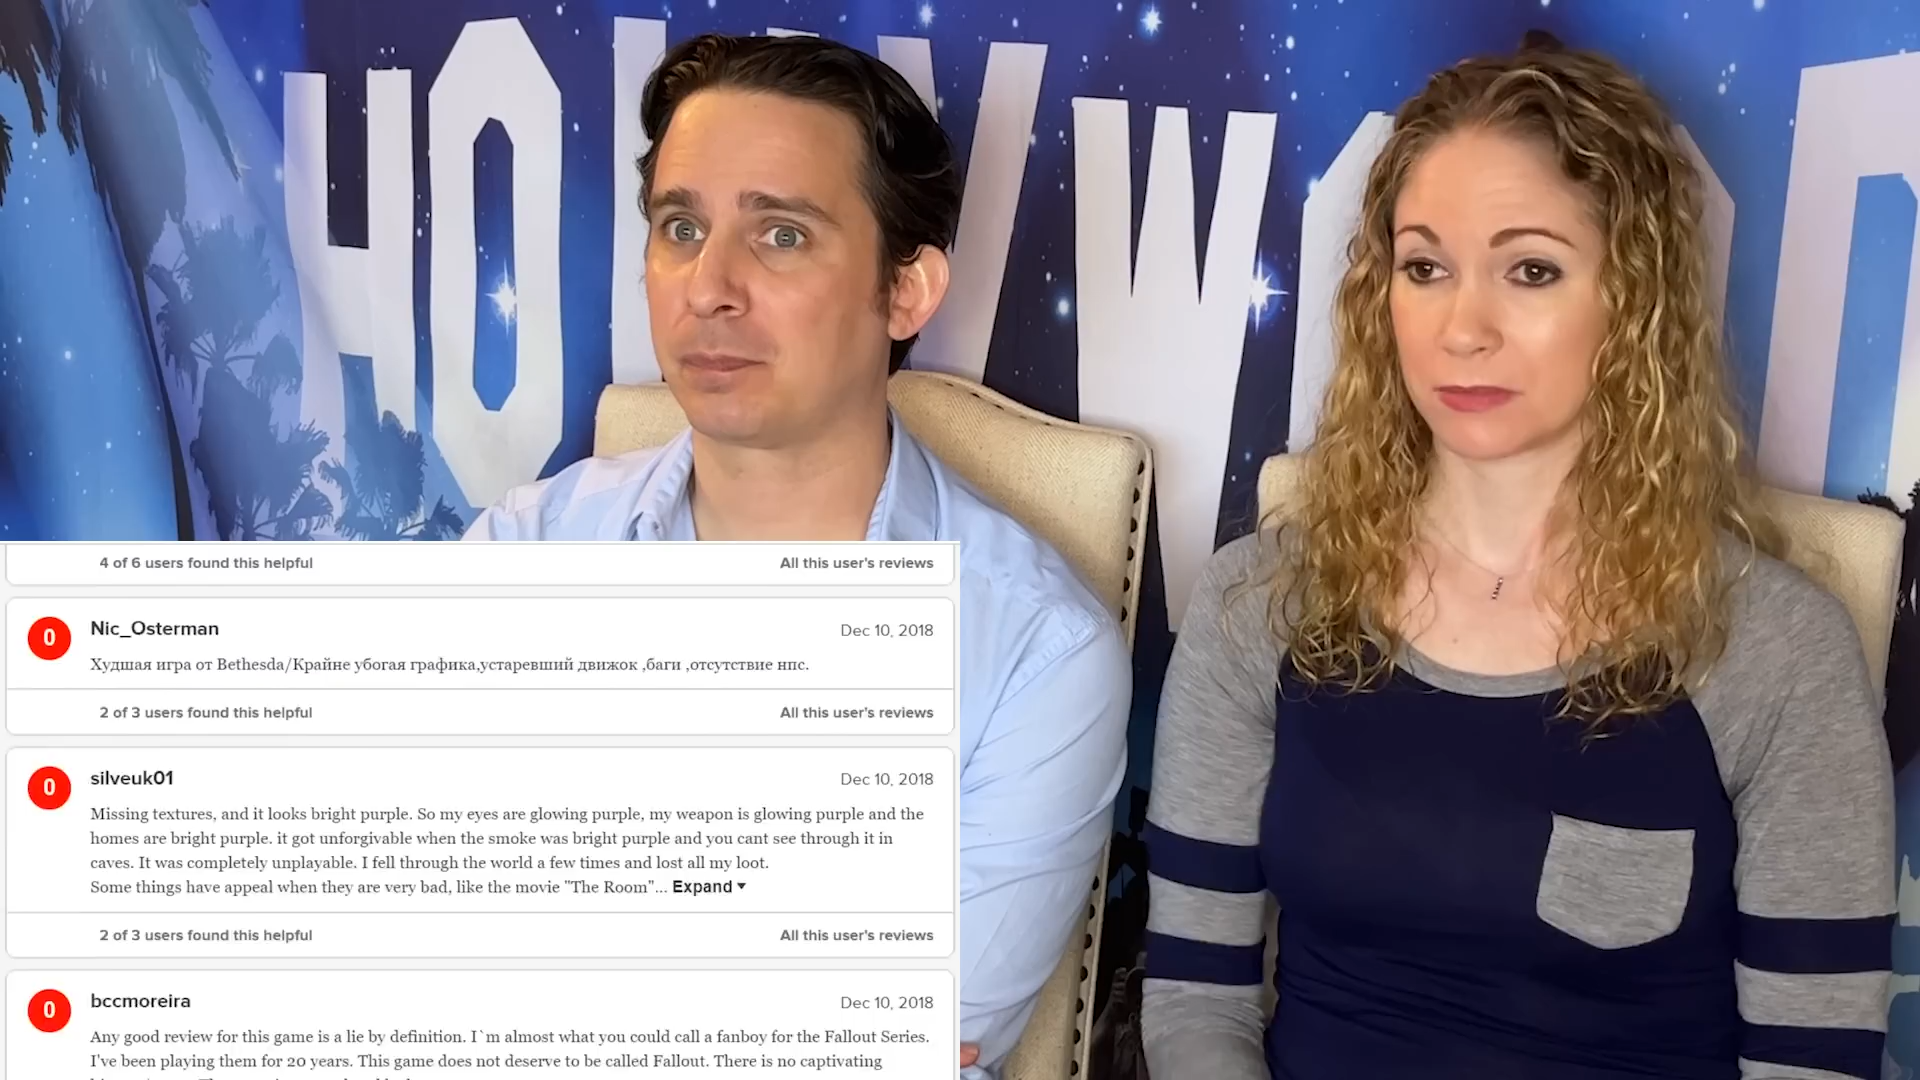 HOLLYWOOD
4 of 6 users found this helpful
All this user's reviews
0
Nic_Osterman
Dec 10, 2018
Худшая игра от Bethesda/Крайне убогая графика,устаревший движок ,баги ,отсутствие нпс.
2 of 3 users found this helpful
All this user's reviews
0
silveuk01
Dec 10, 2018
Missing textures, and it looks bright purple. So my eyes are glowing purple, my weapon is glowing purple and the
homes are bright purple. it got unforgivable when the smoke was bright purple and you cant see through it in
caves. It was completely unplayable. I fell through the world a few times and lost all my loot.
Some things have appeal when they are very bad, like the movie "The Room"... Expand
2 of 3 users found this helpful
All this user's reviews
0
bccmoreira
Dec 10, 2018
Any good review for this game is a lie by definition. I`m almost what you could call a fanboy for the Fallout Series.
I've been playing them for 20 years. This game does not deserve to be called Fallout. There is no captivating